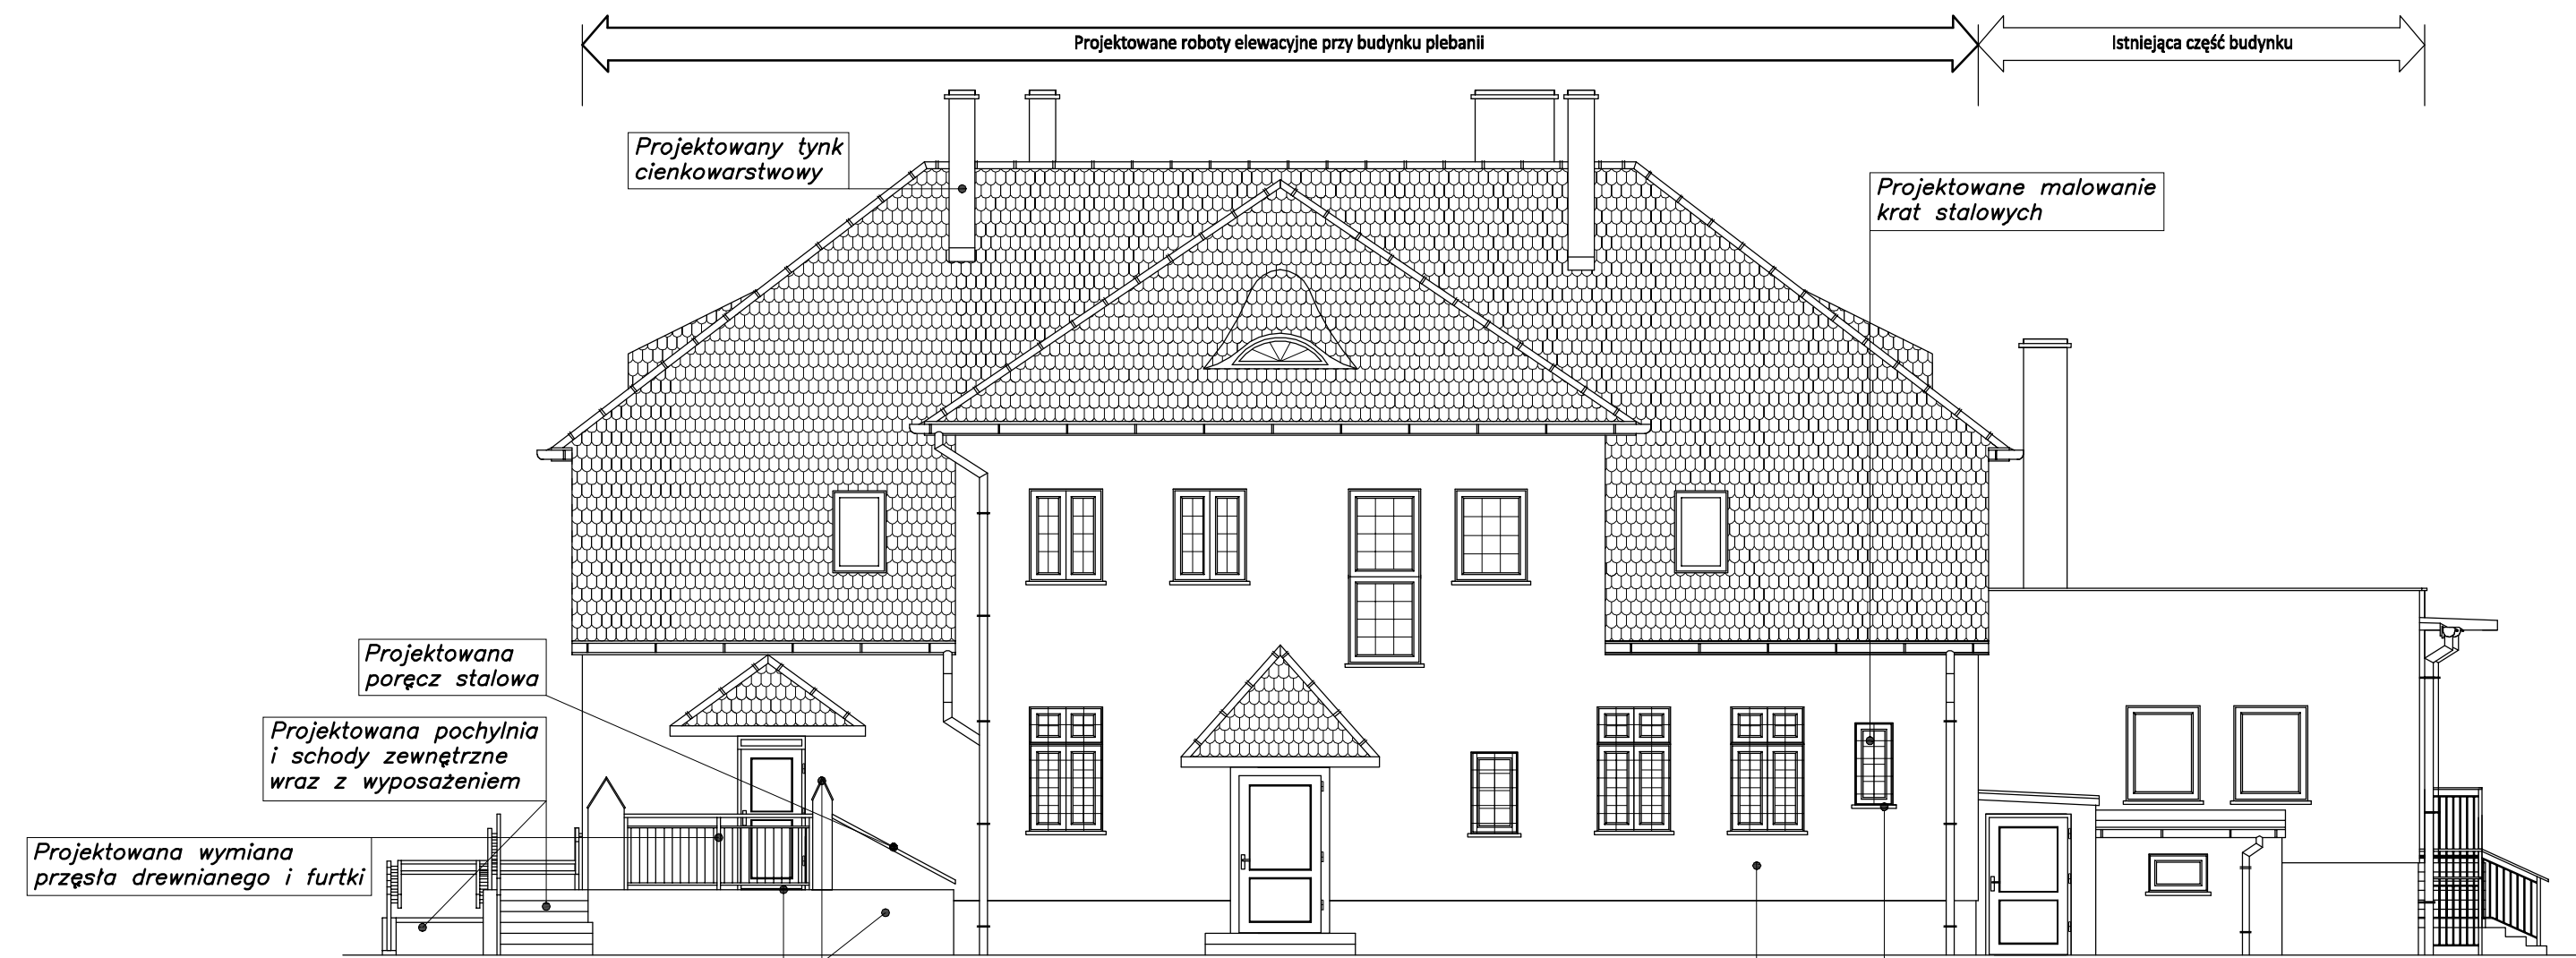 Projektowane roboty elewacyjne przy budynku plebanii
Istniejąca część budynku
Projektowany tynk
cienkowarstwowy
Projektowane malowanie
krat stalowych
Projektowana
poręcz stalowa
Projektowana pochylnia
i schody zewnętrzne
wraz z wyposażeniem
Projektowana wymiana
przęsła drewnianego i furtki